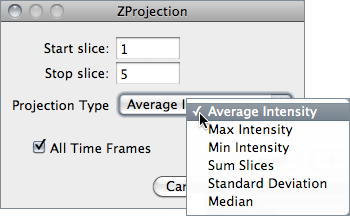 ZProjection
Start slice: 1
Stop slice: 5
Projection Type Average I
Average Intensity
Max Intensity
Min Intensity
Sum Slices
Standard Deviation
Median
All Time Frames
Can